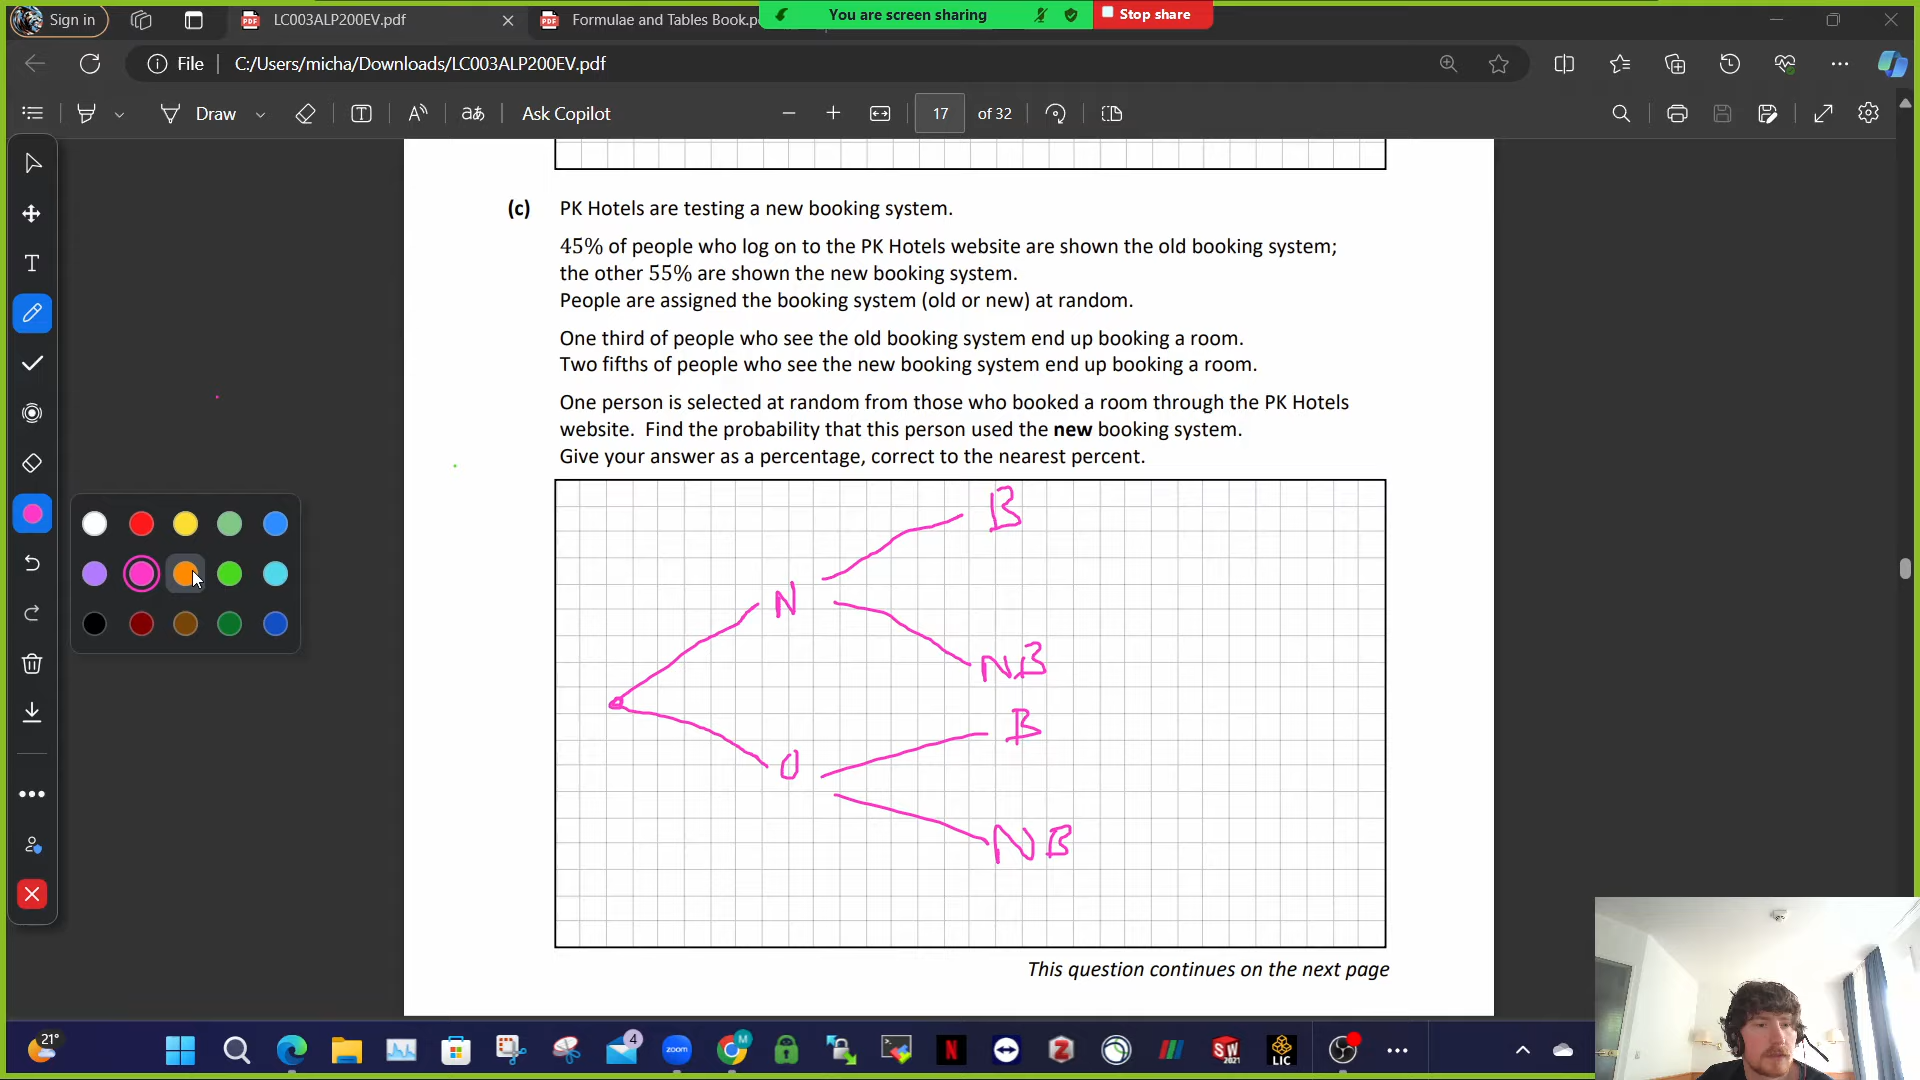 Sign in
LC003ALP200EV.pdf
Formulae and Tables Book.p
You are screen sharing
Stop share
File
C:/Users/micha/Downloads/LC003ALP200EV.pdf
Draw
Ask Copilot
17 of 32
(c) PK Hotels are testing a new booking system.
45% of people who log on to the PK Hotels website are shown the old booking system;
the other 55% are shown the new booking system.
People are assigned the booking system (old or new) at random.
One third of people who see the old booking system end up booking a room.
Two fifths of people who see the new booking system end up booking a room.
One person is selected at random from those who booked a room through the PK Hotels
website. Find the probability that this person used the new booking system.
Give your answer as a percentage, correct to the nearest percent.
B
N
NB
B
O
NB
This question continues on the next page
21°
4
zoom
M
N
Z
SW
2021
LIC